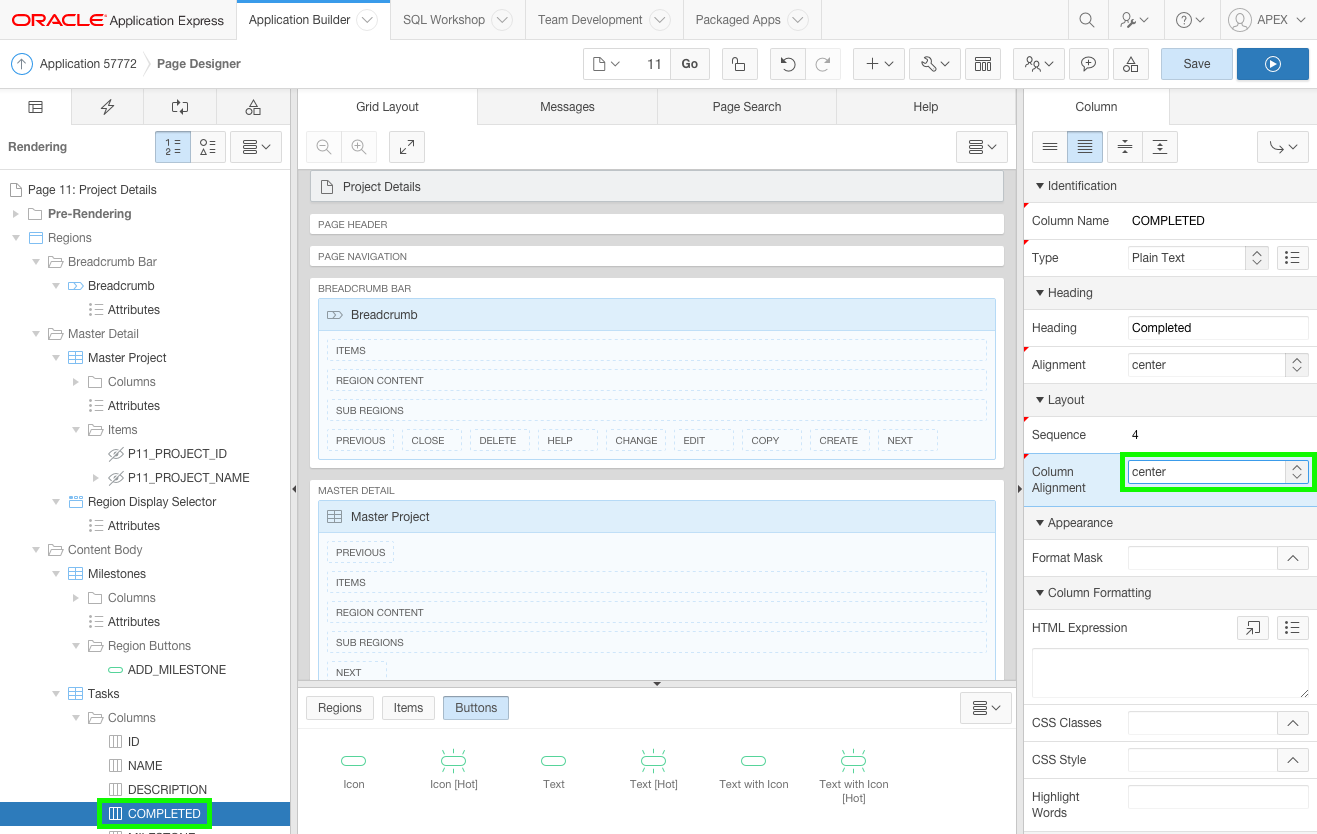 ORACLE Application Express
Application Builder
SQL Workshop
Team Development
Packaged Apps
APEX
Application 57772
Page Designer
11
Go
Save
Rendering
Page 11: Project Details
Pre-Rendering
Regions
Breadcrumb Bar
Breadcrumb
Attributes
Master Detail
Master Project
Columns
Attributes
Items
P11_PROJECT_ID
P11_PROJECT_NAME
Region Display Selector
Attributes
Content Body
Milestones
Columns
Attributes
Region Buttons
ADD_MILESTONE
Tasks
Columns
ID
NAME
DESCRIPTION
COMPLETED
MILESTONE
Grid Layout
Messages
Page Search
Help
Project Details
PAGE HEADER
PAGE NAVIGATION
BREADCRUMB BAR
Breadcrumb
ITEMS
REGION CONTENT
SUB REGIONS
PREVIOUS CLOSE DELETE HELP CHANGE EDIT COPY CREATE NEXT
MASTER DETAIL
Master Project
PREVIOUS
ITEMS
REGION CONTENT
SUB REGIONS
NEXT
Regions
Items
Buttons
Icon
Icon [Hot]
Text
Text [Hot]
Text with Icon
Text with Icon
[Hot]
Column
Identification
Column Name COMPLETED
Type Plain Text
Heading
Heading Completed
Alignment center
Layout
Sequence 4
Column
Alignment
center
Appearance
Format Mask
Column Formatting
HTML Expression
CSS Classes
CSS Style
Highlight
Words